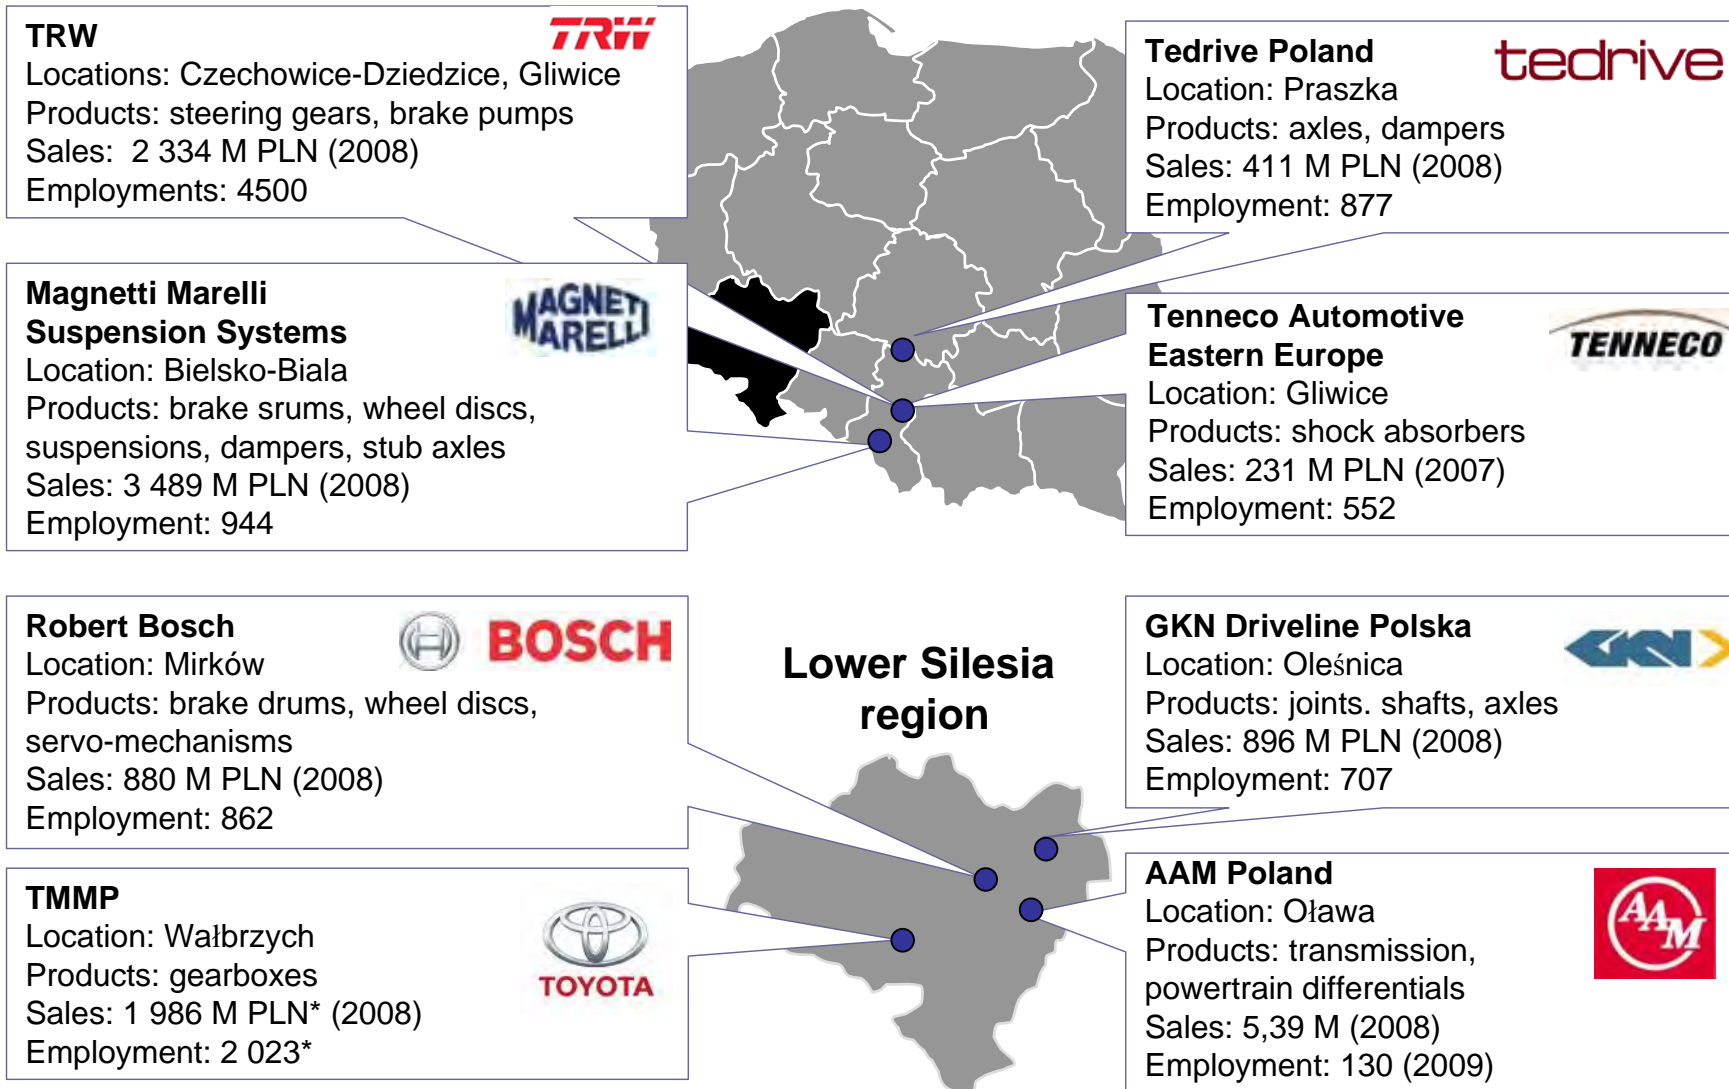 TRW
TRW
Locations: Czechowice-Dziedzice, Gliwice
Products: steering gears, brake pumps
Sales:  2 334 M PLN (2008)
Employments: 4500
Magnetti Marelli
Suspension Systems
MAGNETI
MARELLI
Location: Bielsko-Biala
Products: brake srums, wheel discs,
suspensions, dampers, stub axles
Sales: 3 489 M PLN (2008)
Employment: 944
Tedrive Poland
tedrive
Location: Praszka
Products: axles, dampers
Sales: 411 M PLN (2008)
Employment: 877
Tenneco Automotive
Eastern Europe
TENNECO
Location: Gliwice
Products: shock absorbers
Sales: 231 M PLN (2007)
Employment: 552
Robert Bosch
BOSCH
Location: Mirków
Products: brake drums, wheel discs,
servo-mechanisms
Sales: 880 M PLN (2008)
Employment: 862
Lower Silesia
region
GKN Driveline Polska
GKN
Location: Oleśnica
Products: joints. shafts, axles
Sales: 896 M PLN (2008)
Employment: 707
TMMP
Location: Wałbrzych
Products: gearboxes
Sales: 1 986 M PLN* (2008)
Employment: 2 023*
TOYOTA
AAM Poland
AAM
Location: Oława
Products: transmission,
powertrain differentials
Sales: 5,39 M (2008)
Employment: 130 (2009)